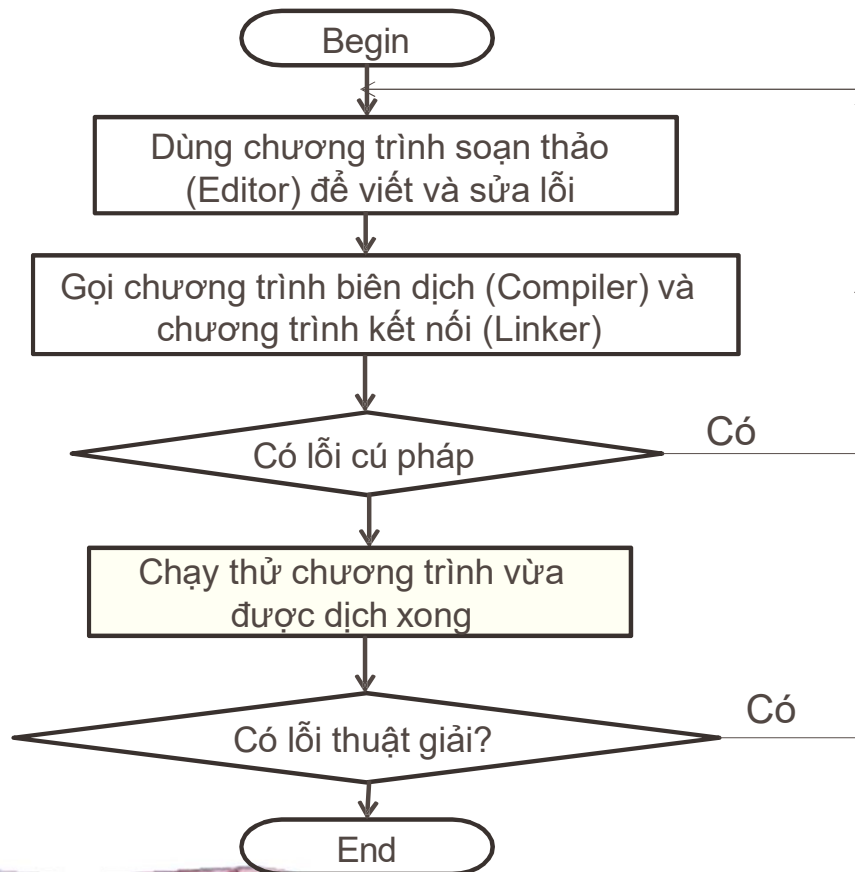 Begin
Dùng chương trình soạn thảo
(Editor) để viết và sửa lỗi
Gọi chương trình biên dịch (Compiler) và
chương trình kết nối (Linker)
Có lỗi cú pháp
Có
Chạy thử chương trình vừa
được dịch xong
Có lỗi thuật giải?
Có
End